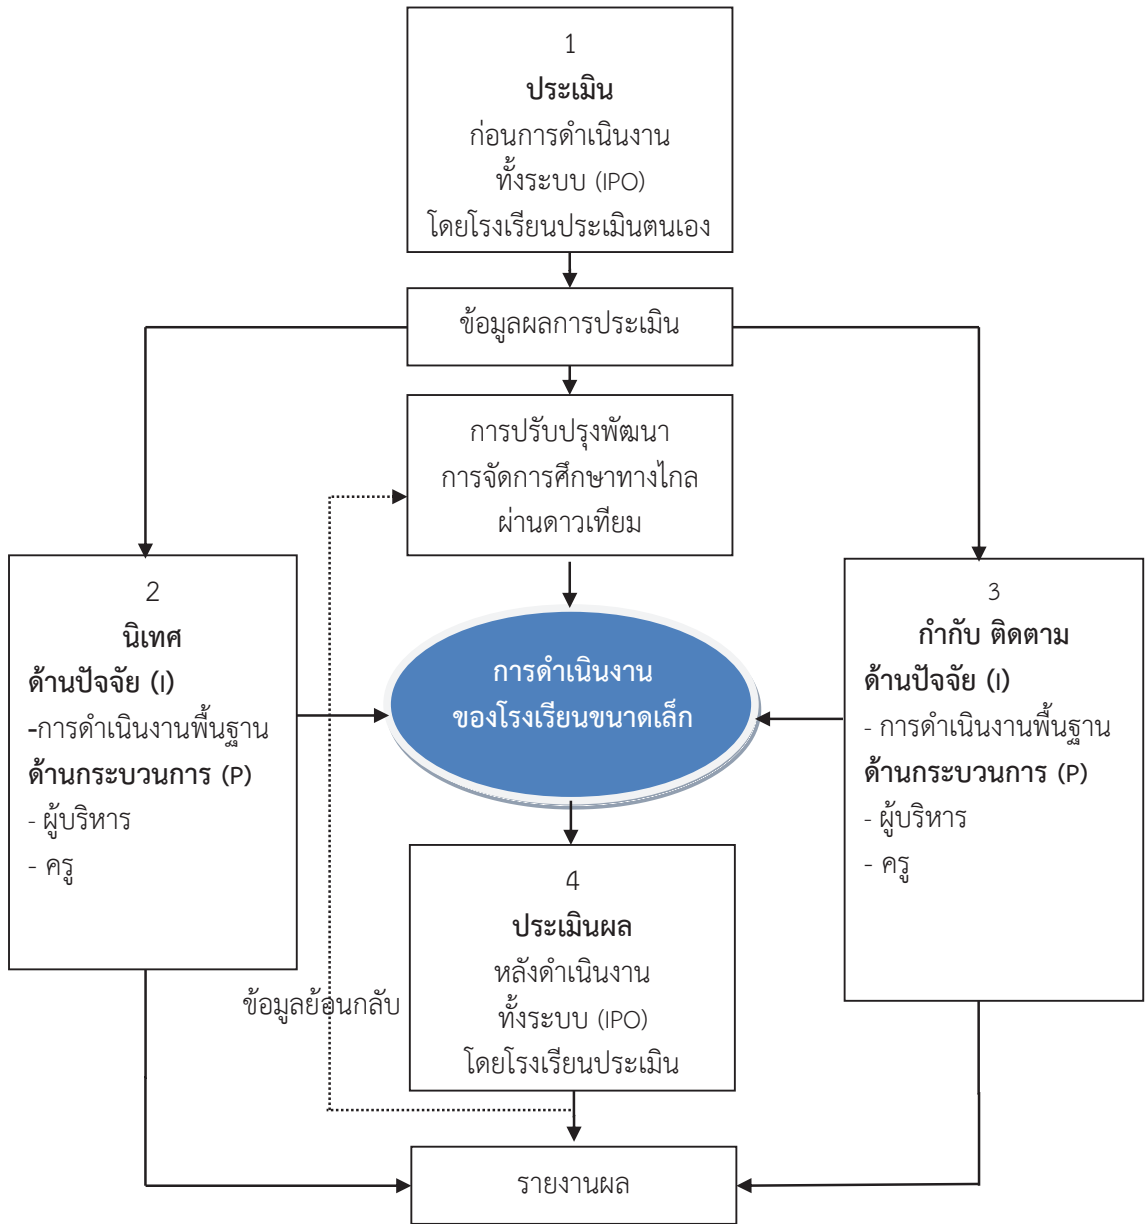 1
ประเมิน
ก่อนการดำเนินงาน
ทั้งระบบ (IPO)
โดยโรงเรียนประเมินตนเอง
ข้อมูลผลการประเมิน
การปรับปรุงพัฒนา
การจัดการศึกษาทางไกล
ผ่านดาวเทียม
2
นิเทศ
ด้านปัจจัย (I)
-การดำเนินงานพื้นฐาน
ด้านกระบวนการ (P)
- ผู้บริหาร
- ครู
การดำเนินงาน
ของโรงเรียนขนาดเล็ก
3
กำกับ ติดตาม
ด้านปัจจัย (I)
- การดำเนินงานพื้นฐาน
ด้านกระบวนการ (P)
- ผู้บริหาร
- ครู
4
ประเมินผล
หลังดำเนินงาน
ทั้งระบบ (IPO)
โดยโรงเรียนประเมิน
ข้อมูลย้อนกลับ
รายงานผล